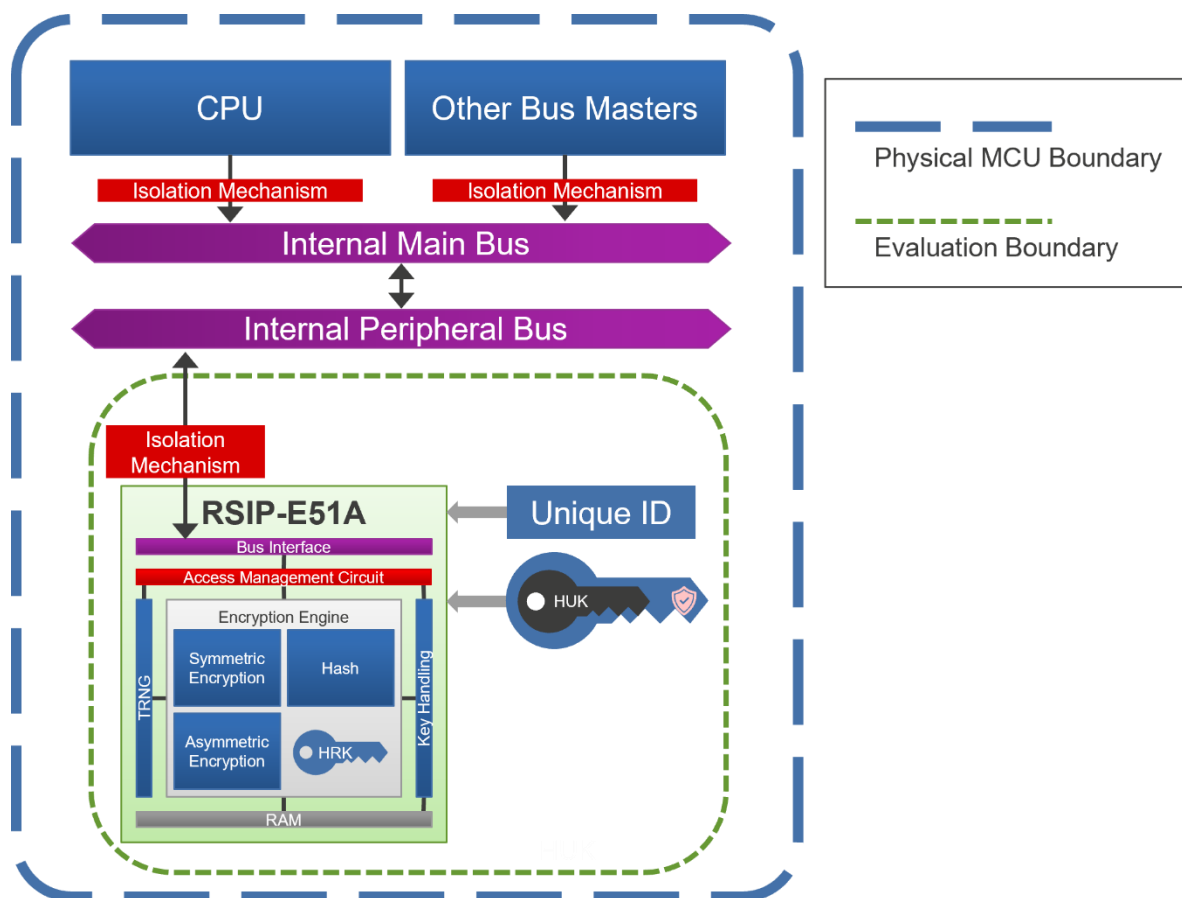 CPU
Other Bus Masters
Isolation Mechanism
Isolation Mechanism
Internal Main Bus
Internal Peripheral Bus
Isolation
Mechanism
RSIP-E51A
Bus Interface
Access Management Circuit
TRNG
Encryption Engine
Symmetric
Encryption
Hash
Asymmetric
Encryption
HRK
Key Handling
RAM
Unique ID
HUK
Physical MCU Boundary
Evaluation Boundary